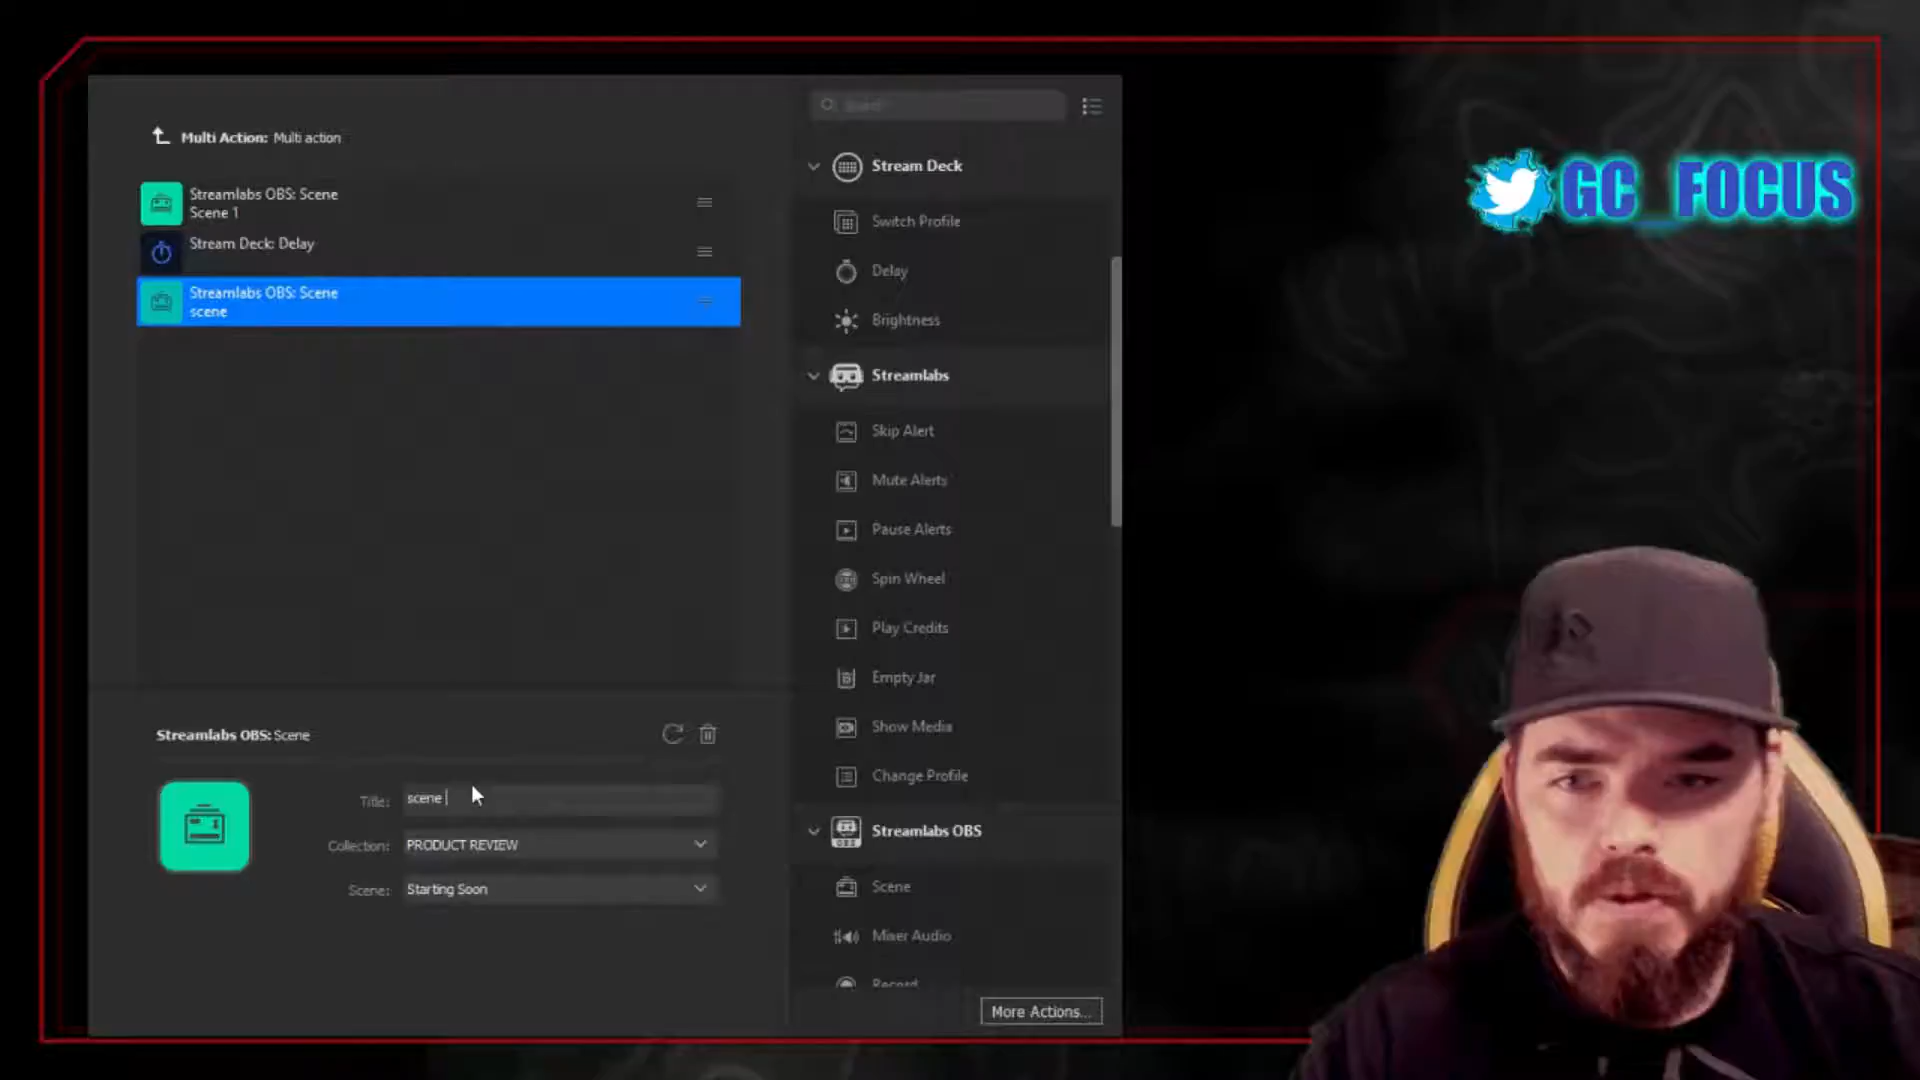 Multi Action: Multi action
Streamlabs OBS: Scene
Scene 1
Stream Deck: Delay
Streamlabs OBS: Scene
scene
Streamlabs OBS: Scene
Title: scene
Collection: PRODUCT REVIEW
Scene: Starting Soon
Search
Stream Deck
Switch Profile
Delay
Brightness
Streamlabs
Skip Alert
Mute Alerts
Pause Alerts
Spin Wheel
Play Credits
Empty Jar
Show Media
Change Profile
Streamlabs OBS
Scene
Mixer Audio
Record
More Actions...
GC_FOCUS